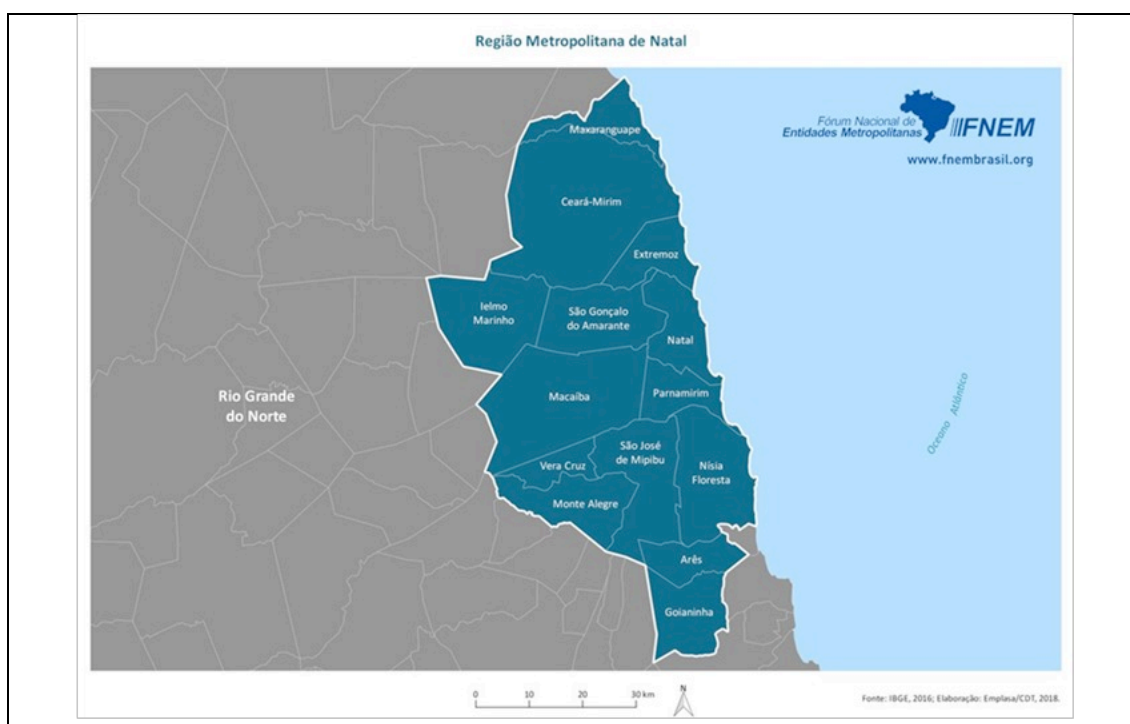 Região Metropolitana de Natal
Fórum Nacional de
Entidades Metropolitanas
FNEM
www.fnembrasil.org
Maxaranguape
Ceará-Mirim
Extremoz
Ielmo
Marinho
São Gonçalo
do Amarante
Natal
Rio Grande
do Norte
Macaíba
Parnamirim
Oceano Atlântico
São José
de Mipibu
Vera Cruz
Nísia
Floresta
Monte Alegre
Arês
Goianinha
0 10 20 30 km
N
Fonte: IBGE, 2016; Elaboração: Emplasa/CDT, 2018.